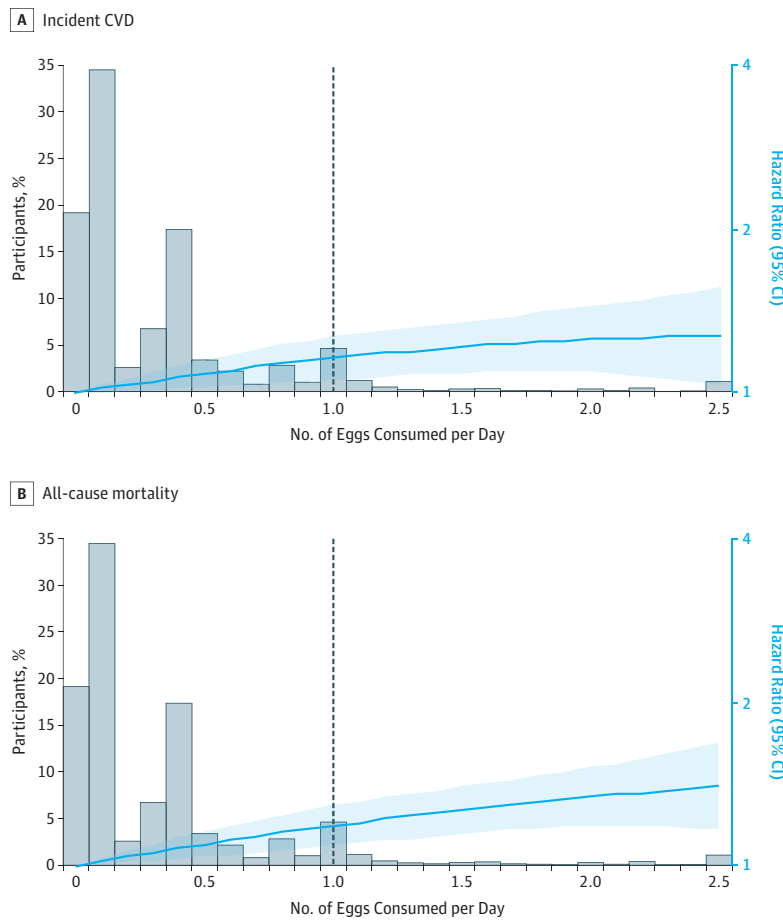 A Incident CVD
35
30
25
20
15
10
5
0
Participants, %
4
2
1
Hazard Ratio (95% CI)
0 0.5 1.0 1.5 2.0 2.5
No. of Eggs Consumed per Day
B All-cause mortality
35
30
25
20
15
10
5
0
Participants, %
4
2
1
Hazard Ratio (95% CI)
0 0.5 1.0 1.5 2.0 2.5
No. of Eggs Consumed per Day